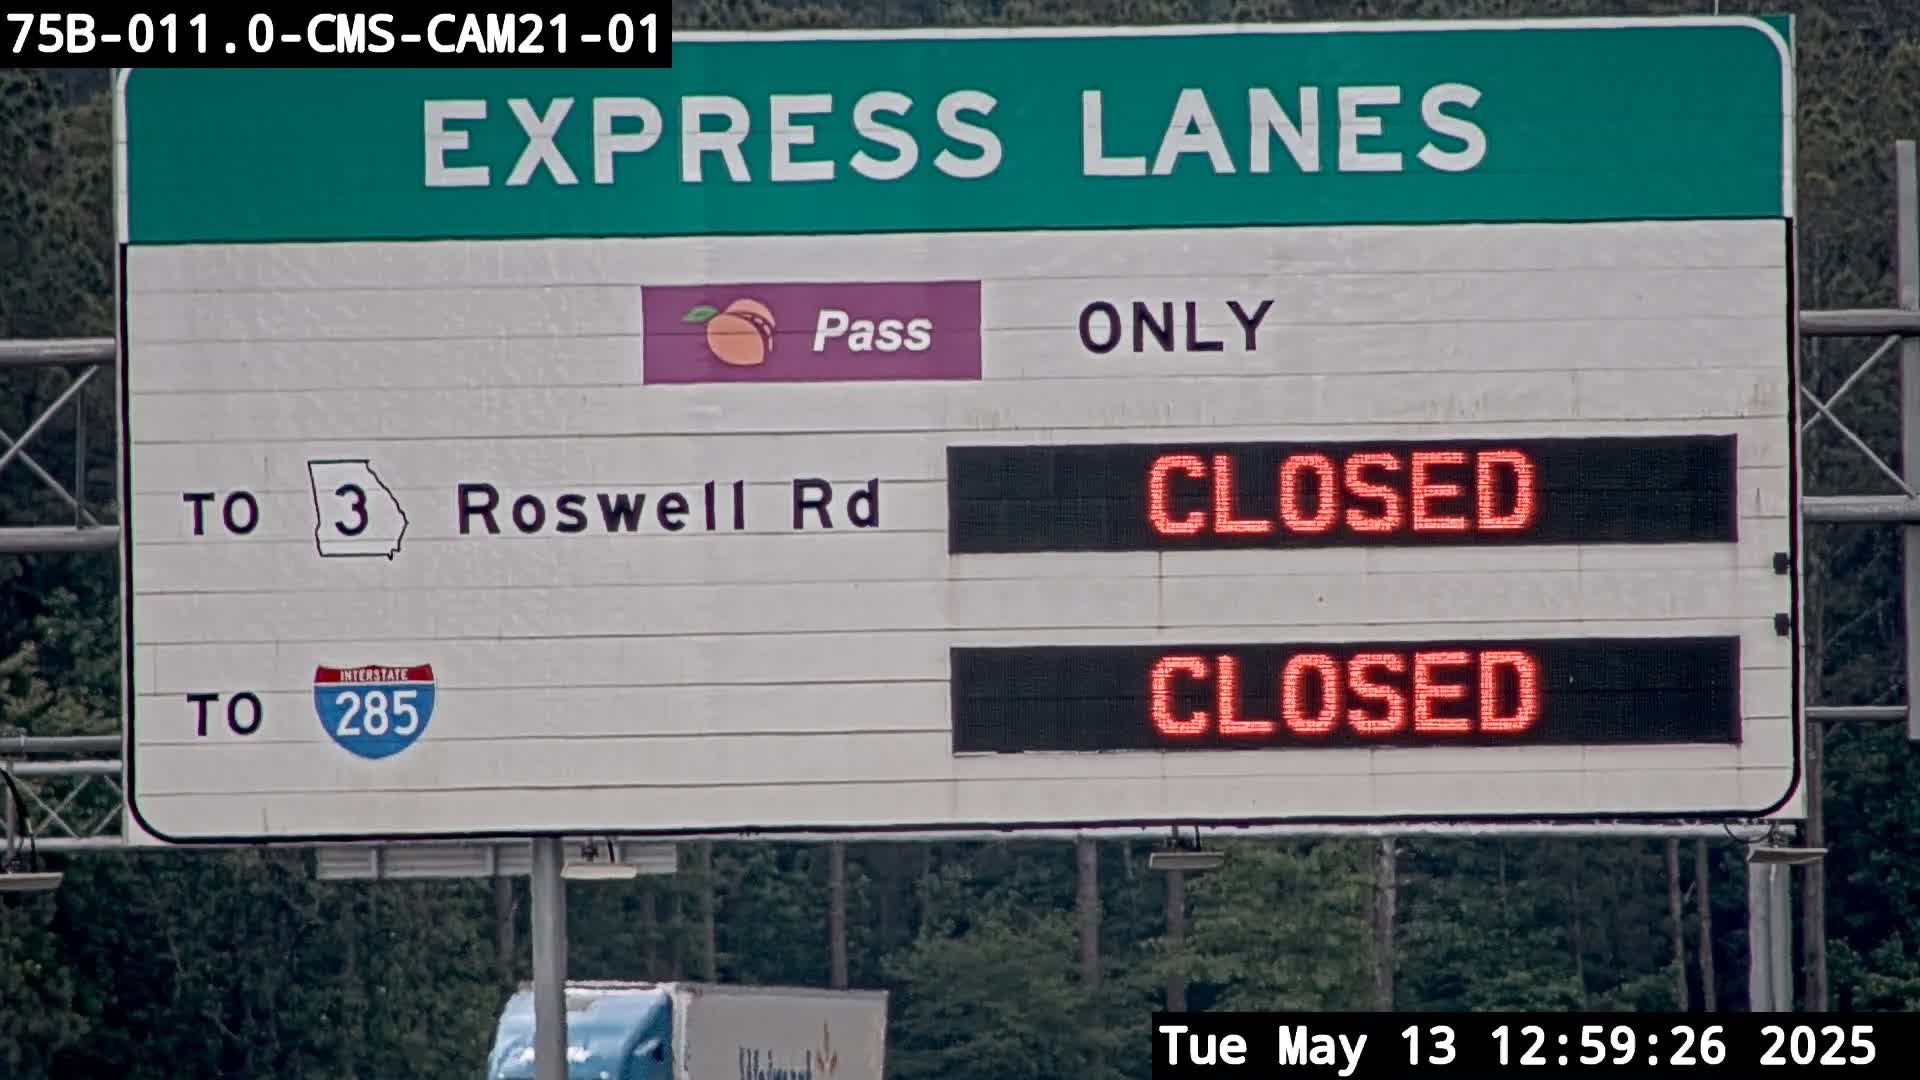 75B-011.0-CMS-CAM21-01
EXPRESS LANES
Pass ONLY
TO 3 Roswell Rd CLOSED
INTERSTATE
TO 285 CLOSED
Tue May 13 12:59:26 2025